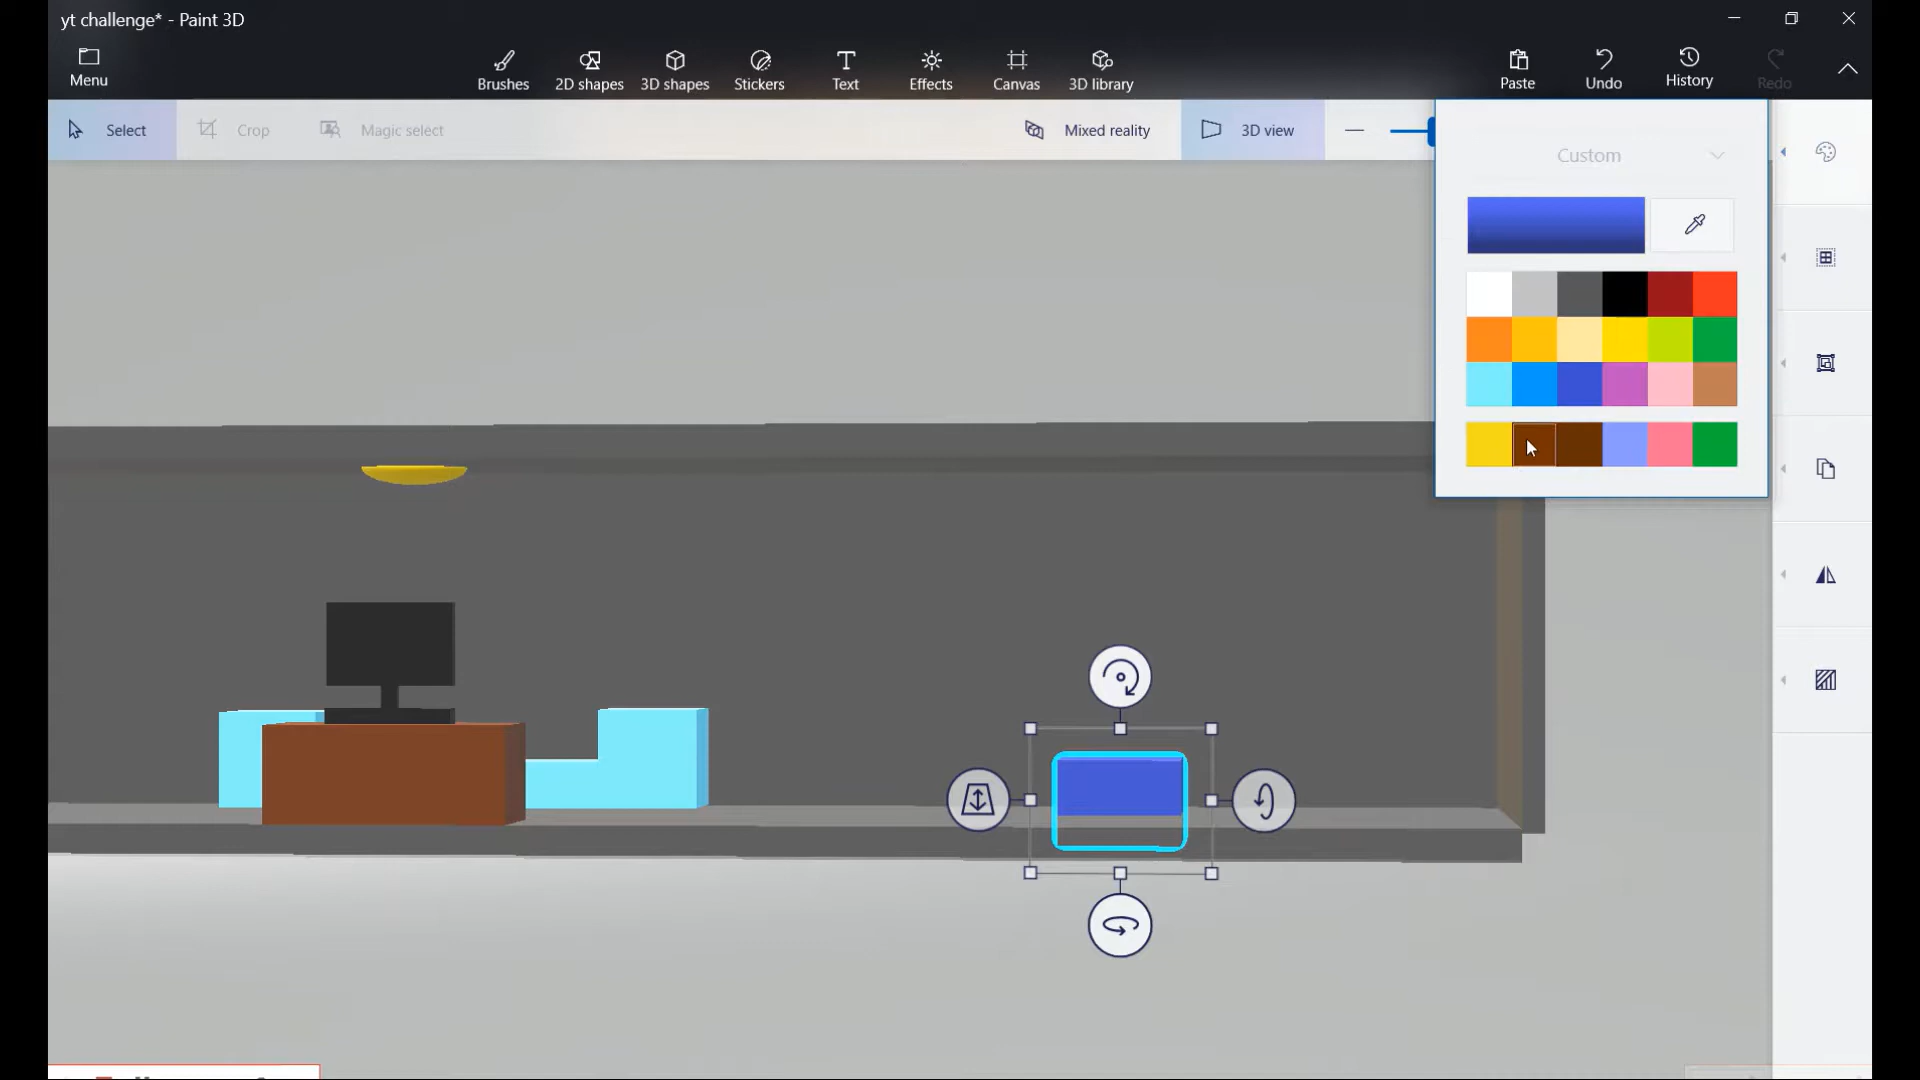 yt challenge* - Paint 3D
Menu
Brushes
2D shapes
3D shapes
Stickers
Text
Effects
Canvas
3D library
Paste
Undo
History
Redo
Select
Crop
Magic select
Mixed reality
3D view
Custom